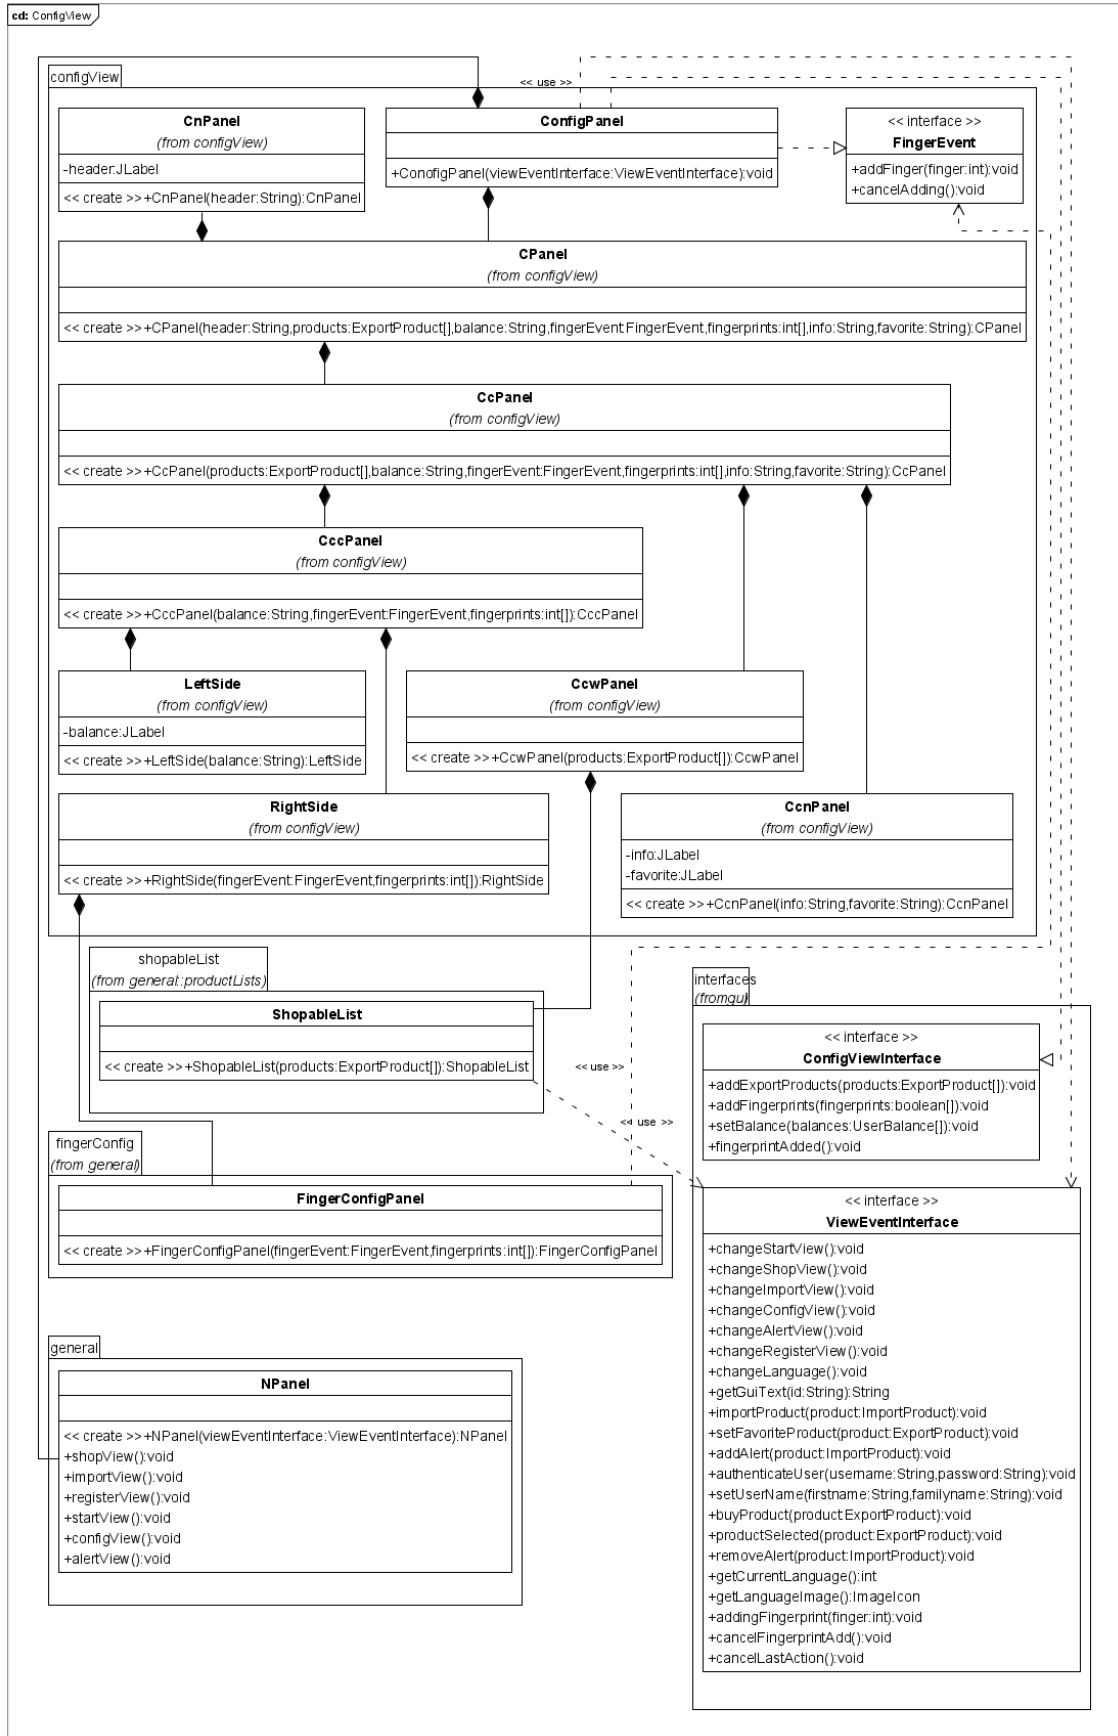 cd: ConfigView
configView
<< use >>
CnPanel
(from configView)
-header:JLabel
<< create >>+CnPanel(header:String):CnPanel
ConfigPanel
+ConofigPanel(viewEventInterface:ViewEventInterface):void
<< interface >>
FingerEvent
+addFinger(finger:int):void
+cancelAdding():void
CPanel
(from configView)
<< create >>+CPanel(header:String,products:ExportProduct[],balance:String,fingerEvent:FingerEvent,fingerprints:int[],info:String,favorite:String):CPanel
CcPanel
(from configView)
<< create >>+CcPanel(products:ExportProduct[],balance:String,fingerEvent:FingerEvent,fingerprints:int[],info:String,favorite:String):CcPanel
CccPanel
(from configView)
<< create >>+CccPanel(balance:String,fingerEvent:FingerEvent,fingerprints:int[]):CccPanel
LeftSide
(from configView)
-balance:JLabel
<< create >>+LeftSide(balance:String):LeftSide
CcwPanel
(from configView)
<< create >>+CcwPanel(products:ExportProduct[]):CcwPanel
RightSide
(from configView)
<< create >>+RightSide(fingerEvent:FingerEvent,fingerprints:int[]):RightSide
CcnPanel
(from configView)
-info:JLabel
-favorite:JLabel
<< create >>+CcnPanel(info:String,favorite:String):CcnPanel
shopableList
(from general::productLists)
ShopableList
<< create >>+ShopableList(products:ExportProduct[]):ShopableList
<< use >>
<< use >>
interfaces
(from gui)
<< interface >>
ConfigViewInterface
+addExportProducts(products:ExportProduct[]):void
+addFingerprints(fingerprints:boolean[]):void
+setBalance(balances:UserBalance[]):void
+fingerprintAdded():void
fingerConfig
(from general)
FingerConfigPanel
<< create >>+FingerConfigPanel(fingerEvent:FingerEvent,fingerprints:int[]):FingerConfigPanel
<< interface >>
ViewEventInterface
+changeStartView():void
+changeShopView():void
+changeImportView():void
+changeConfigView():void
+changeAlertView():void
+changeRegisterView():void
+changeLanguage():void
+getGuiText(id:String):String
+importProduct(product:ImportProduct):void
+setFavoriteProduct(product:ExportProduct):void
+addAlert(product:ImportProduct):void
+authenticateUser(username:String,password:String):void
+setUserName(firstname:String,familyname:String):void
+buyProduct(product:ExportProduct):void
+productSelected(product:ExportProduct):void
+removeAlert(product:ImportProduct):void
+getCurrentLanguage():int
+getLanguageImage():ImageIcon
+addingFingerprint(finger:int):void
+cancelFingerprintAdd():void
+cancelLastAction():void
general
NPanel
<< create >>+NPanel(viewEventInterface:ViewEventInterface):NPanel
+shopView():void
+importView():void
+registerView():void
+startView():void
+configView():void
+alertView():void